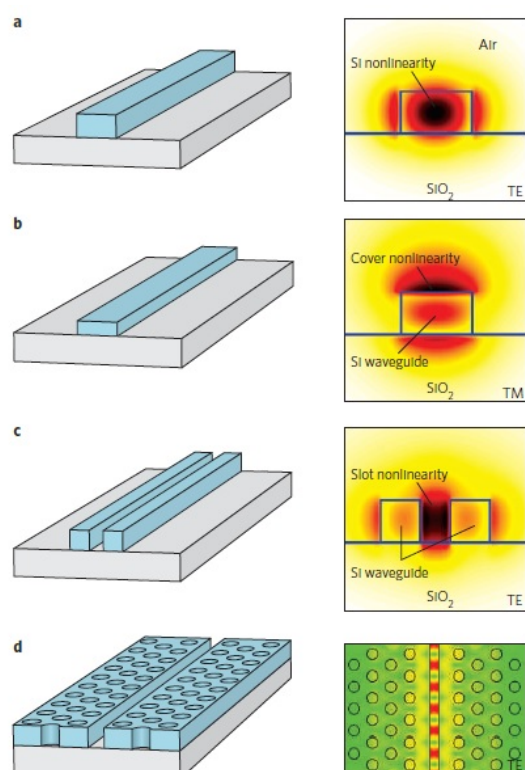 a
Air
Si nonlinearity
SiO₂
TE
b
Cover nonlinearity
Si waveguide
SiO₂
TM
c
Slot nonlinearity
Si waveguide
SiO₂
TE
d
TE